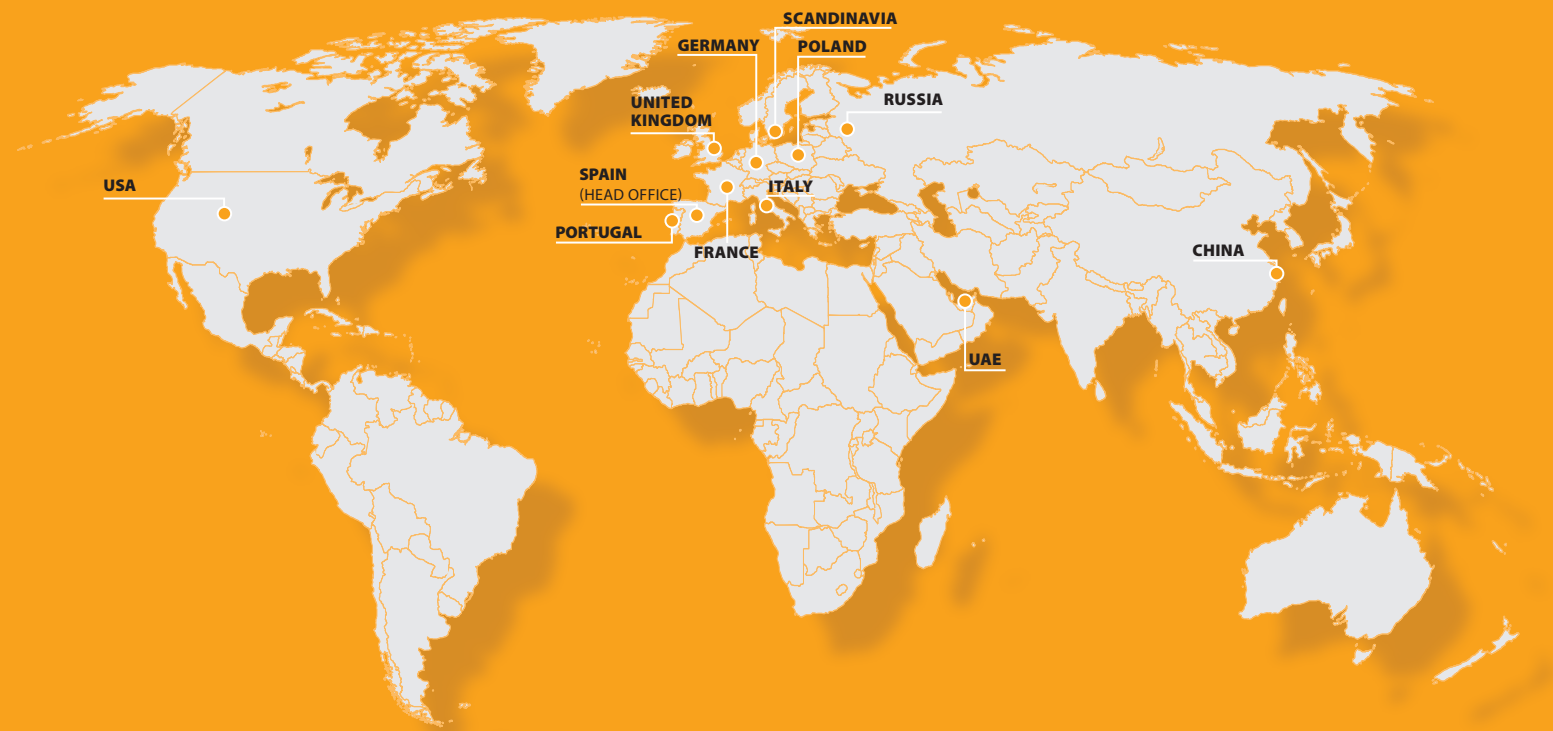 SCANDINAVIA
GERMANY
POLAND
UNITED
KINGDOM
RUSSIA
SPAIN
(HEAD OFFICE)
ITALY
USA
PORTUGAL
FRANCE
CHINA
UAE